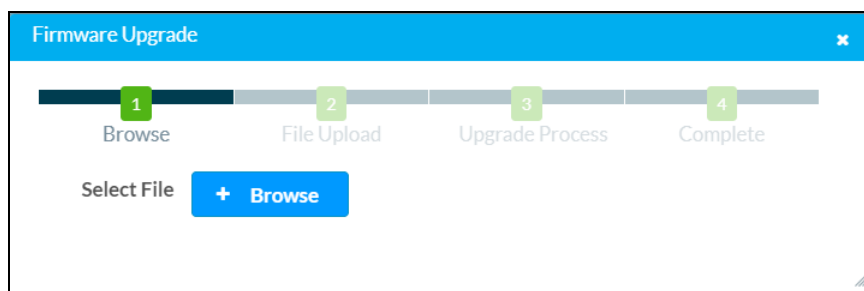 Firmware Upgrade
1 2 3 4
Browse File Upload Upgrade Process Complete
Select File + Browse